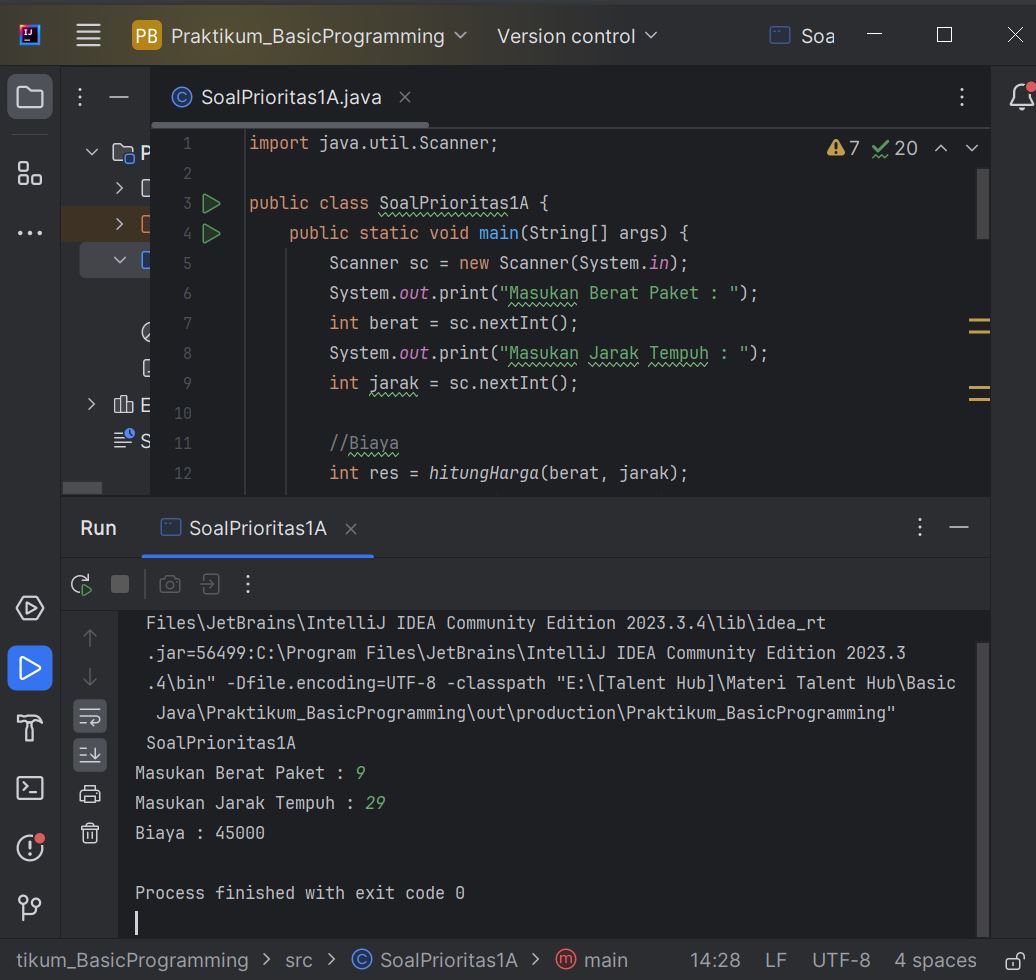 PB Praktikum_BasicProgramming Version control Soa
SoalPrioritas1A.java
1 import java.util.Scanner; 7 20
2
3 public class SoalPrioritas1A {
4 public static void main(String[] args) {
5 Scanner sc = new Scanner(System.in);
6 System.out.print("Masukan Berat Paket : ");
7 int berat = sc.nextInt();
8 System.out.print("Masukan Jarak Tempuh : ");
9 int jarak = sc.nextInt();
10
11 //Biaya
12 int res = hitungHarga(berat, jarak);
P
E
S
Run SoalPrioritas1A
Files\JetBrains\IntelliJ IDEA Community Edition 2023.3.4\lib\idea_rt
.jar=56499:C:\Program Files\JetBrains\IntelliJ IDEA Community Edition 2023.3
.4\bin" -Dfile.encoding=UTF-8 -classpath "E:\[Talent Hub]\Materi Talent Hub\Basic
Java\Praktikum_BasicProgramming\out\production\Praktikum_BasicProgramming"
SoalPrioritas1A
Masukan Berat Paket : 9
Masukan Jarak Tempuh : 29
Biaya : 45000
Process finished with exit code 0
tikum_BasicProgramming > src > SoalPrioritas1A > main 14:28 LF UTF-8 4 spaces